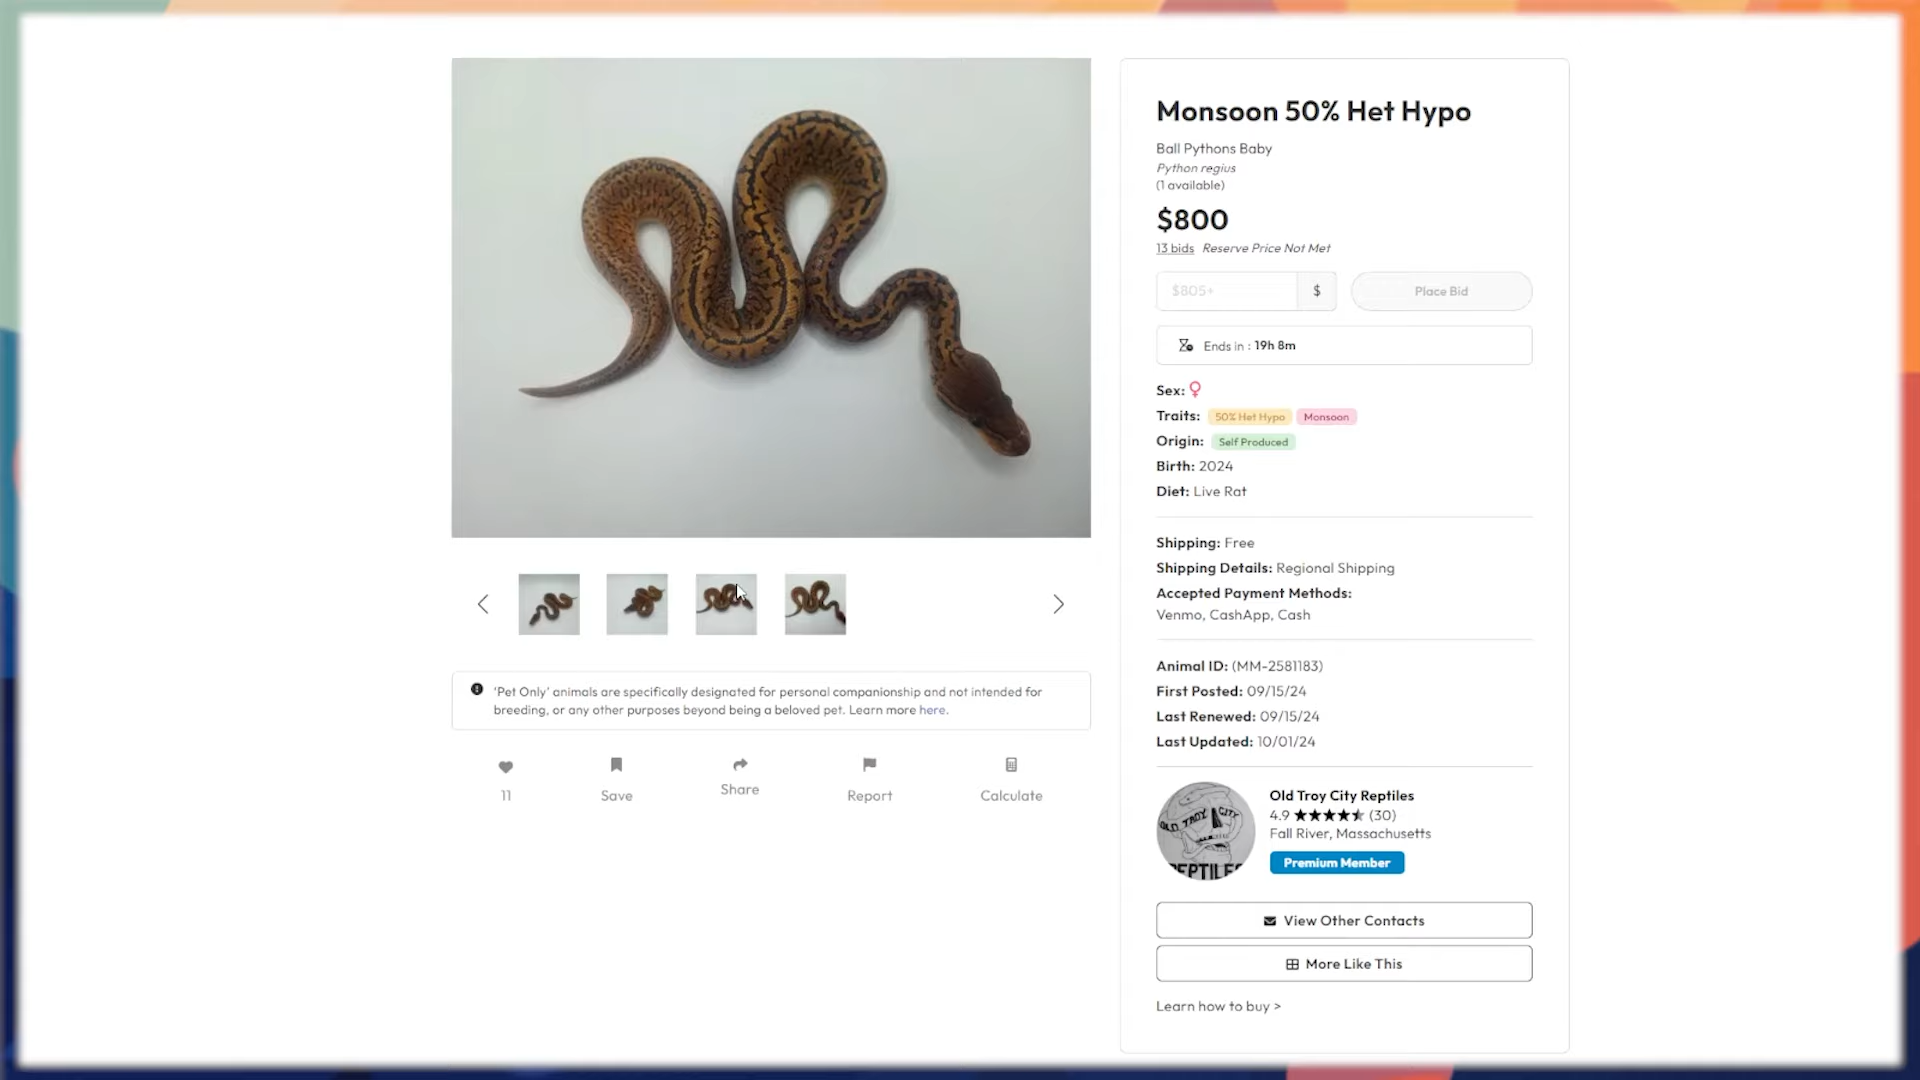 Monsoon 50% Het Hypo
Ball Pythons Baby
Python regius
(1 available)
$800
13 bids Reserve Price Not Met
$805+ $ Place Bid
Ends in : 19h 8m
Sex: ♀
Traits: 50% Het Hypo Monsoon
Origin: Self Produced
Birth: 2024
Diet: Live Rat
Shipping: Free
Shipping Details: Regional Shipping
Accepted Payment Methods:
Venmo, CashApp, Cash
Animal ID: (MM-2581183)
First Posted: 09/15/24
Last Renewed: 09/15/24
Last Updated: 10/01/24
OLD TROY CITY
REPTILES
Old Troy City Reptiles
4.9 ★★★★★ (30)
Fall River, Massachusetts
Premium Member
View Other Contacts
More Like This
Learn how to buy >
'Pet Only' animals are specifically designated for personal companionship and not intended for
breeding, or any other purposes beyond being a beloved pet. Learn more here.
11
Save
Share
Report
Calculate